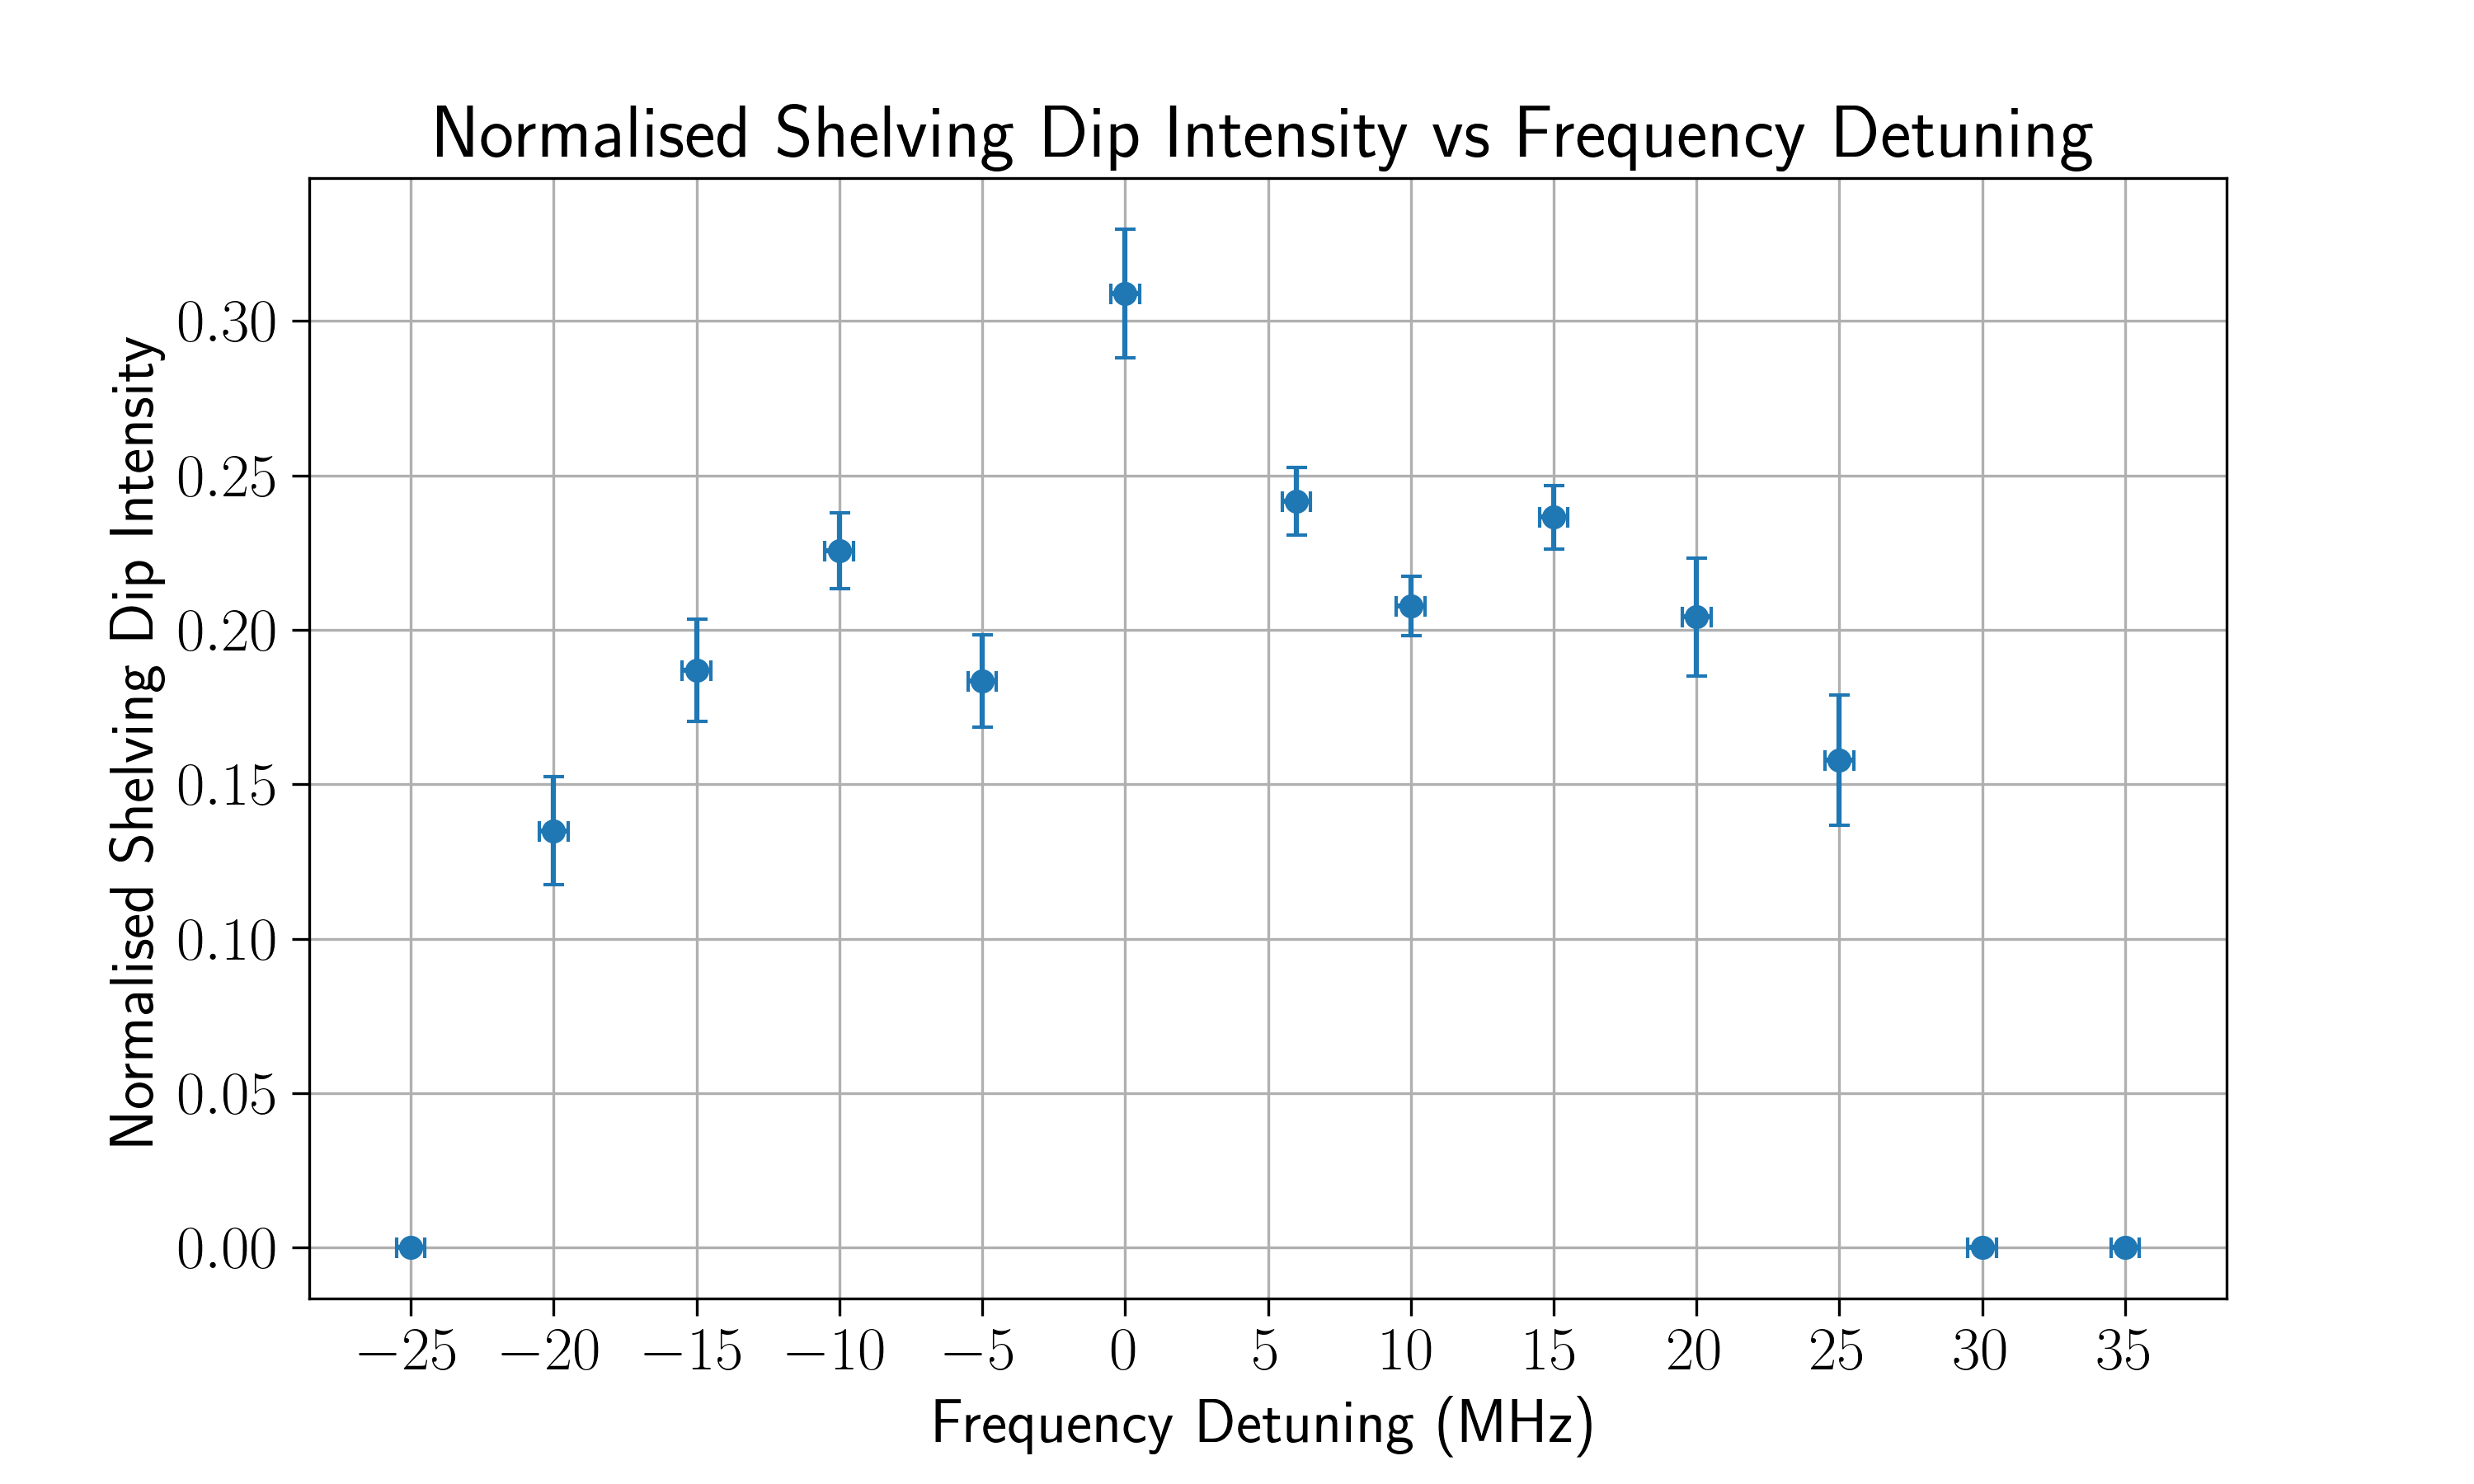 Normalised Shelving Dip Intensity vs Frequency Detuning
Normalised Shelving Dip Intensity
0.30
0.25
0.20
0.15
0.10
0.05
0.00
−25 −20 −15 −10 −5 0 5 10 15 20 25 30 35
Frequency Detuning (MHz)